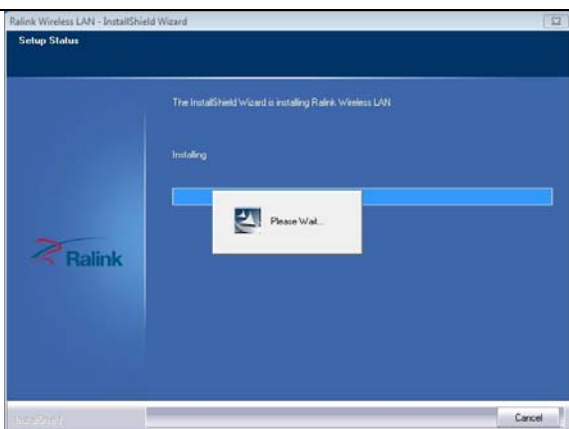 Ralink Wireless LAN - InstallShield Wizard
Setup Status
The InstallShield Wizard is installing Ralink Wireless LAN
Installing
Please Wait...
Ralink
InstallShield
Cancel